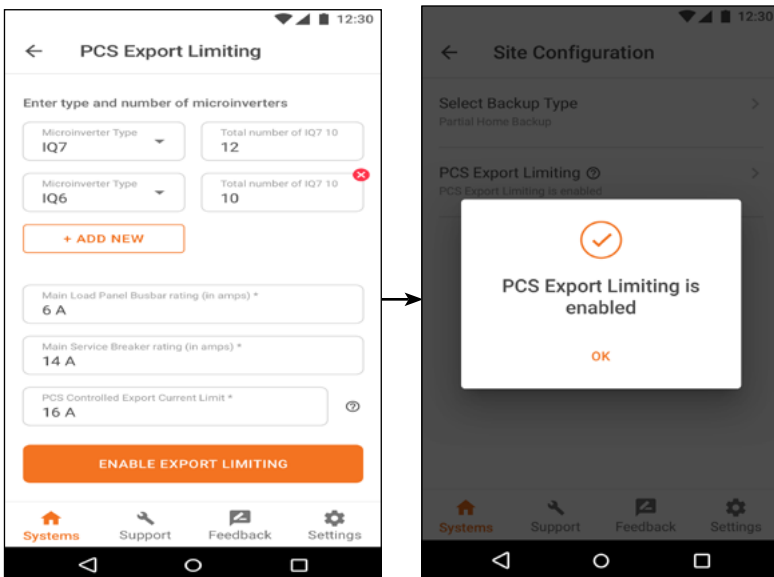 12:30
PCS Export Limiting
Enter type and number of microinverters
Microinverter Type
IQ7
Total number of IQ7 10
12
Microinverter Type
IQ6
Total number of IQ7 10
10
+ ADD NEW
Main Load Panel Busbar rating (in amps) *
6 A
Main Service Breaker rating (in amps) *
14 A
PCS Controlled Export Current Limit *
16 A
ENABLE EXPORT LIMITING
Systems
Support
Feedback
Settings
12:30
Site Configuration
Select Backup Type
Partial Home Backup
PCS Export Limiting
PCS Export Limiting is enabled
PCS Export Limiting is
enabled
OK
Systems
Support
Feedback
Settings